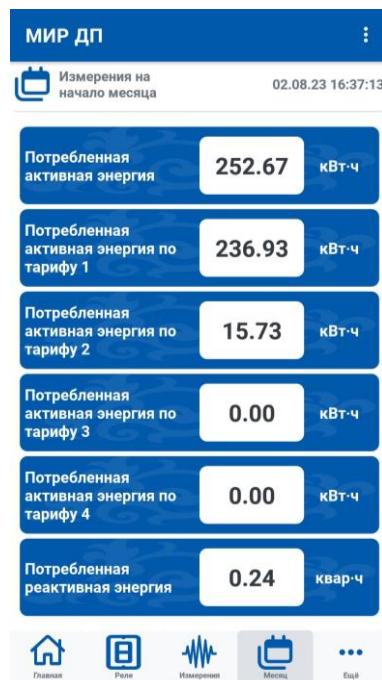 МИР ДП
Измерения на
начало месяца
02.08.23 16:37:13
Потребленная
активная энергия
252.67
кВт·ч
Потребленная
активная энергия по
тарифу 1
236.93
кВт·ч
Потребленная
активная энергия по
тарифу 2
15.73
кВт·ч
Потребленная
активная энергия по
тарифу 3
0.00
кВт·ч
Потребленная
активная энергия по
тарифу 4
0.00
кВт·ч
Потребленная
реактивная энергия
0.24
квар·ч
Главная
Реле
Измерения
Месяц
Ещё